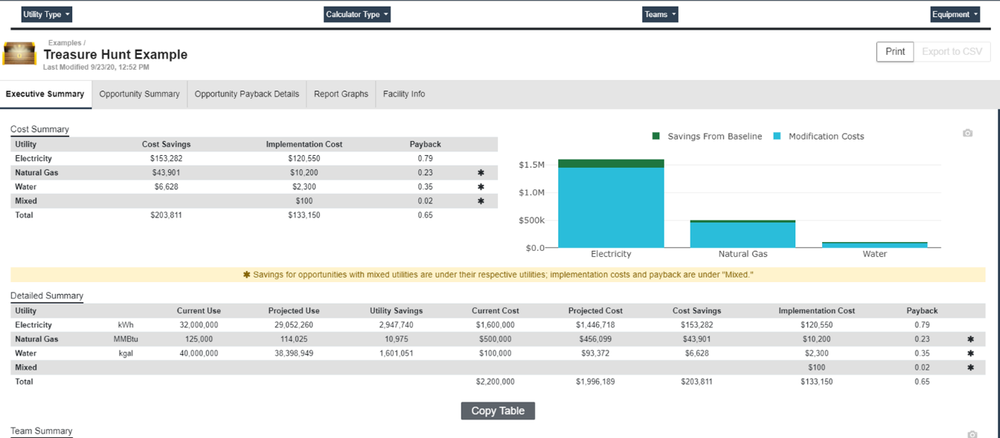 Utility Type Calculator Type Teams Equipment
Examples /
Treasure Hunt Example
Last Modified 9/23/20, 12:52 PM
Print Export to CSV
Executive Summary Opportunity Summary Opportunity Payback Details Report Graphs Facility Info
Cost Summary
Utility Cost Savings Implementation Cost Payback
Electricity $153,282 $120,550 0.79
Natural Gas $43,901 $10,200 0.23 ✱
Water $6,628 $2,300 0.35 ✱
Mixed $100 0.02 ✱
Total $203,811 $133,150 0.65
Savings From Baseline Modification Costs
$1.5M
$1.0M
$500k
$0.0
Electricity Natural Gas Water
✱ Savings for opportunities with mixed utilities are under their respective utilities; implementation costs and payback are under "Mixed."
Detailed Summary
Utility Current Use Projected Use Utility Savings Current Cost Projected Cost Cost Savings Implementation Cost Payback
Electricity kWh 32,000,000 29,052,260 2,947,740 $1,600,000 $1,446,718 $153,282 $120,550 0.79
Natural Gas MMBtu 125,000 114,025 10,975 $500,000 $456,099 $43,901 $10,200 0.23 ✱
Water kgal 40,000,000 38,398,949 1,601,051 $100,000 $93,372 $6,628 $2,300 0.35 ✱
Mixed $100 0.02 ✱
Total $2,200,000 $1,996,189 $203,811 $133,150 0.65
Copy Table
Team Summary